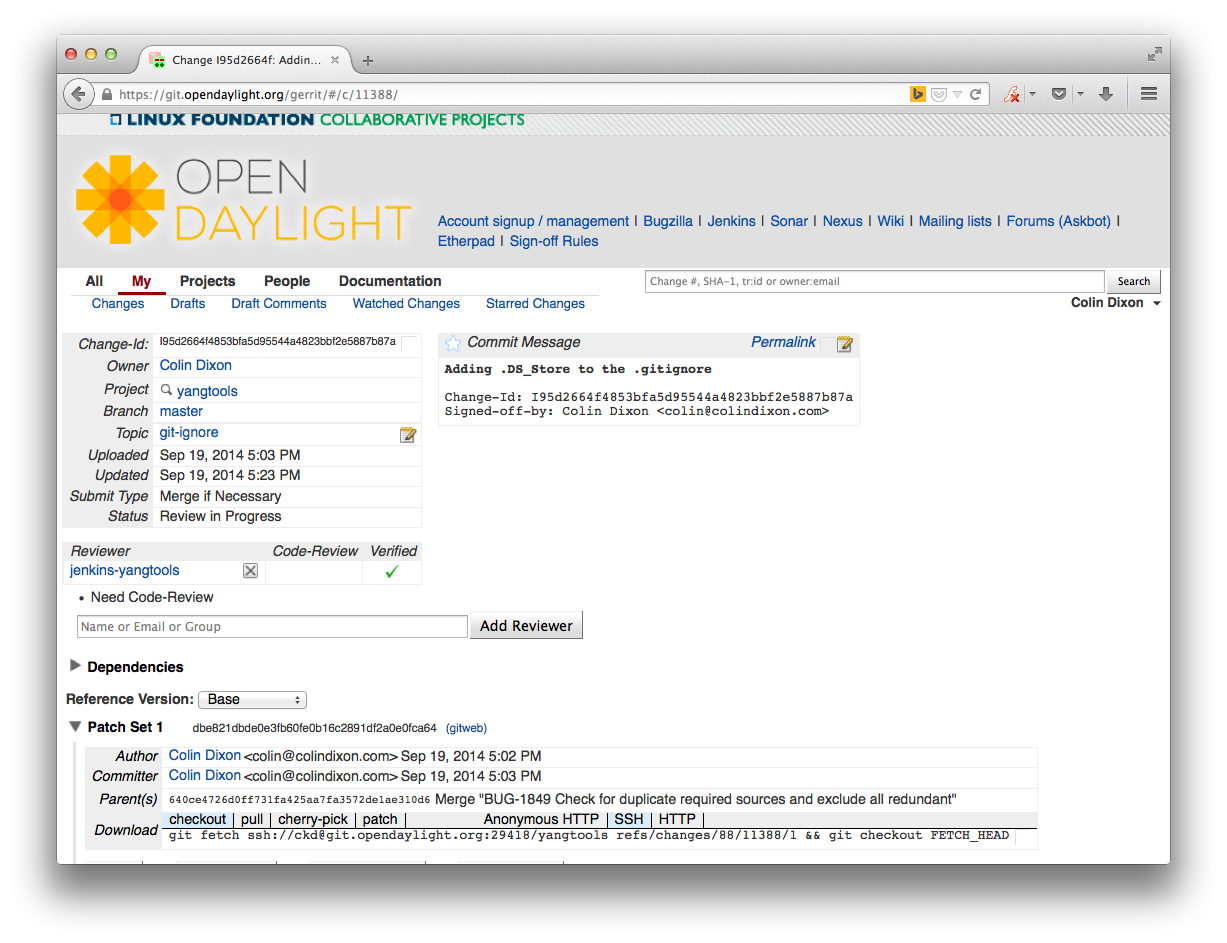 Change I95d2664f: Addin...
https://git.opendaylight.org/gerrit/#/c/11388/
LINUX FOUNDATION COLLABORATIVE PROJECTS
OPEN
DAYLIGHT
Account signup / management | Bugzilla | Jenkins | Sonar | Nexus | Wiki | Mailing lists | Forums (Askbot) |
Etherpad | Sign-off Rules
All My Projects People Documentation
Change #, SHA-1, tr:id or owner:email Search
Changes Drafts Draft Comments Watched Changes Starred Changes
Colin Dixon
Change-Id: I95d2664f4853bfa5d95544a4823bbf2e5887b87a
Owner Colin Dixon
Project yangtools
Branch master
Topic git-ignore
Uploaded Sep 19, 2014 5:03 PM
Updated Sep 19, 2014 5:23 PM
Submit Type Merge if Necessary
Status Review in Progress
Commit Message Permalink
Adding .DS_Store to the .gitignore
Change-Id: I95d2664f4853bfa5d95544a4823bbf2e5887b87a
Signed-off-by: Colin Dixon <colin@colindixon.com>
Reviewer Code-Review Verified
jenkins-yangtools
• Need Code-Review
Name or Email or Group Add Reviewer
Dependencies
Reference Version: Base
Patch Set 1 dbe821dbde0e3fb60fe0b16c2891df2a0e0fca64 (gitweb)
Author Colin Dixon <colin@colindixon.com> Sep 19, 2014 5:02 PM
Committer Colin Dixon <colin@colindixon.com> Sep 19, 2014 5:03 PM
Parent(s) 640ce4726d0ff731fa425aa7fa3572de1ae310d6 Merge "BUG-1849 Check for duplicate required sources and exclude all redundant"
Download checkout | pull | cherry-pick | patch | Anonymous HTTP | SSH | HTTP |
git fetch ssh://ckd@git.opendaylight.org:29418/yangtools refs/changes/88/11388/1 && git checkout FETCH_HEAD